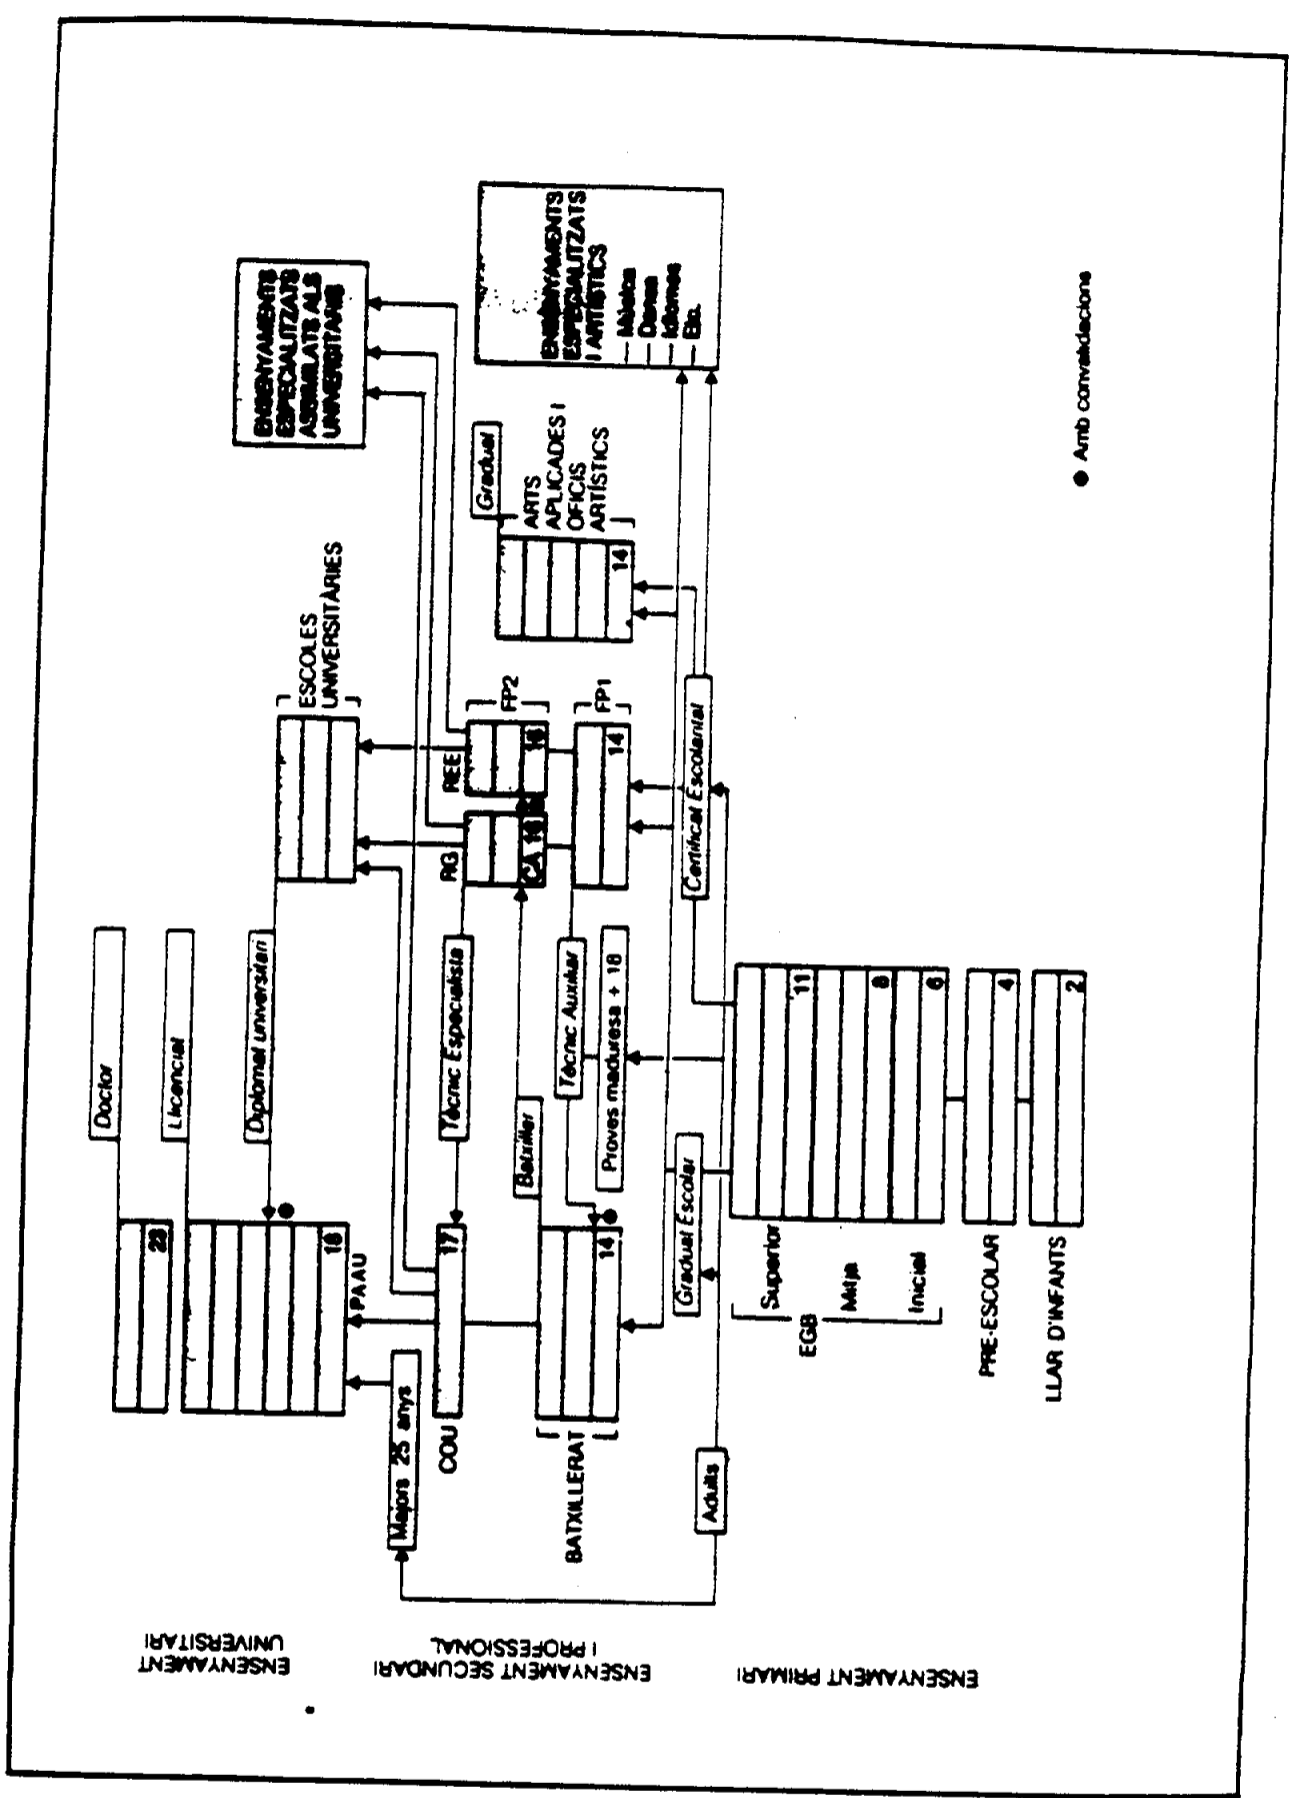 ENSENYAMENT
UNIVERSITARI
ENSENYAMENT SECUNDARI
I PROFESSIONAL
ENSENYAMENT PRIMARI
Doctor
23
Llicenciat
Diplomat universitari
18
PAAU
Majors 25 anys
ESCOLES
UNIVERSITÀRIES
ENSENYAMENTS
ESPECIALITZATS
ASSIMILATS ALS
UNIVERSITARIS
COU
17
Tècnic Especialista
RG
REE
CA 16
16
FP2
Batxiller
BATXILLERAT
14
Tècnic Auxiliar
Proves maduresa + 18
14
FP1
Graduat
ARTS
APLICADES I
OFICIS
ARTÍSTICS
14
ENSENYAMENTS
ESPECIALITZATS
I ARTÍSTICS
— Música
— Dansa
— Idiomes
— Etc.
Adults
Graduat Escolar
Certificat Escolaritat
EGB
Superior
11
Mitjà
8
Inicial
6
PRE-ESCOLAR
4
LLAR D'INFANTS
2
● Amb convalidacions